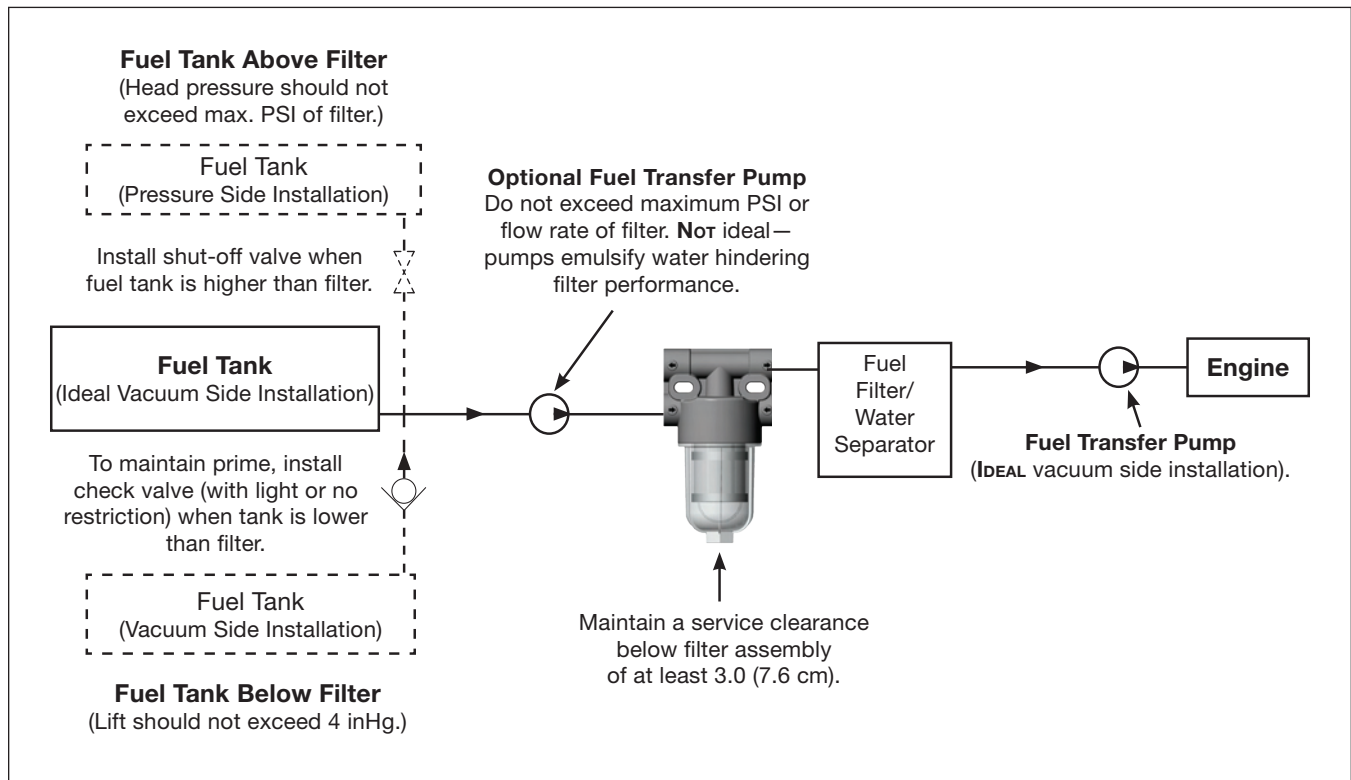 Fuel Tank Above Filter
(Head pressure should not
exceed max. PSI of filter.)
Fuel Tank
(Pressure Side Installation)
Install shut-off valve when
fuel tank is higher than filter.
Fuel Tank
(Ideal Vacuum Side Installation)
To maintain prime, install
check valve (with light or no
restriction) when tank is lower
than filter.
Fuel Tank
(Vacuum Side Installation)
Fuel Tank Below Filter
(Lift should not exceed 4 inHg.)
Optional Fuel Transfer Pump
Do not exceed maximum PSI or
flow rate of filter. NOT ideal—
pumps emulsify water hindering
filter performance.
Maintain a service clearance
below filter assembly
of at least 3.0 (7.6 cm).
Fuel
Filter/
Water
Separator
Engine
Fuel Transfer Pump
(IDEAL vacuum side installation).